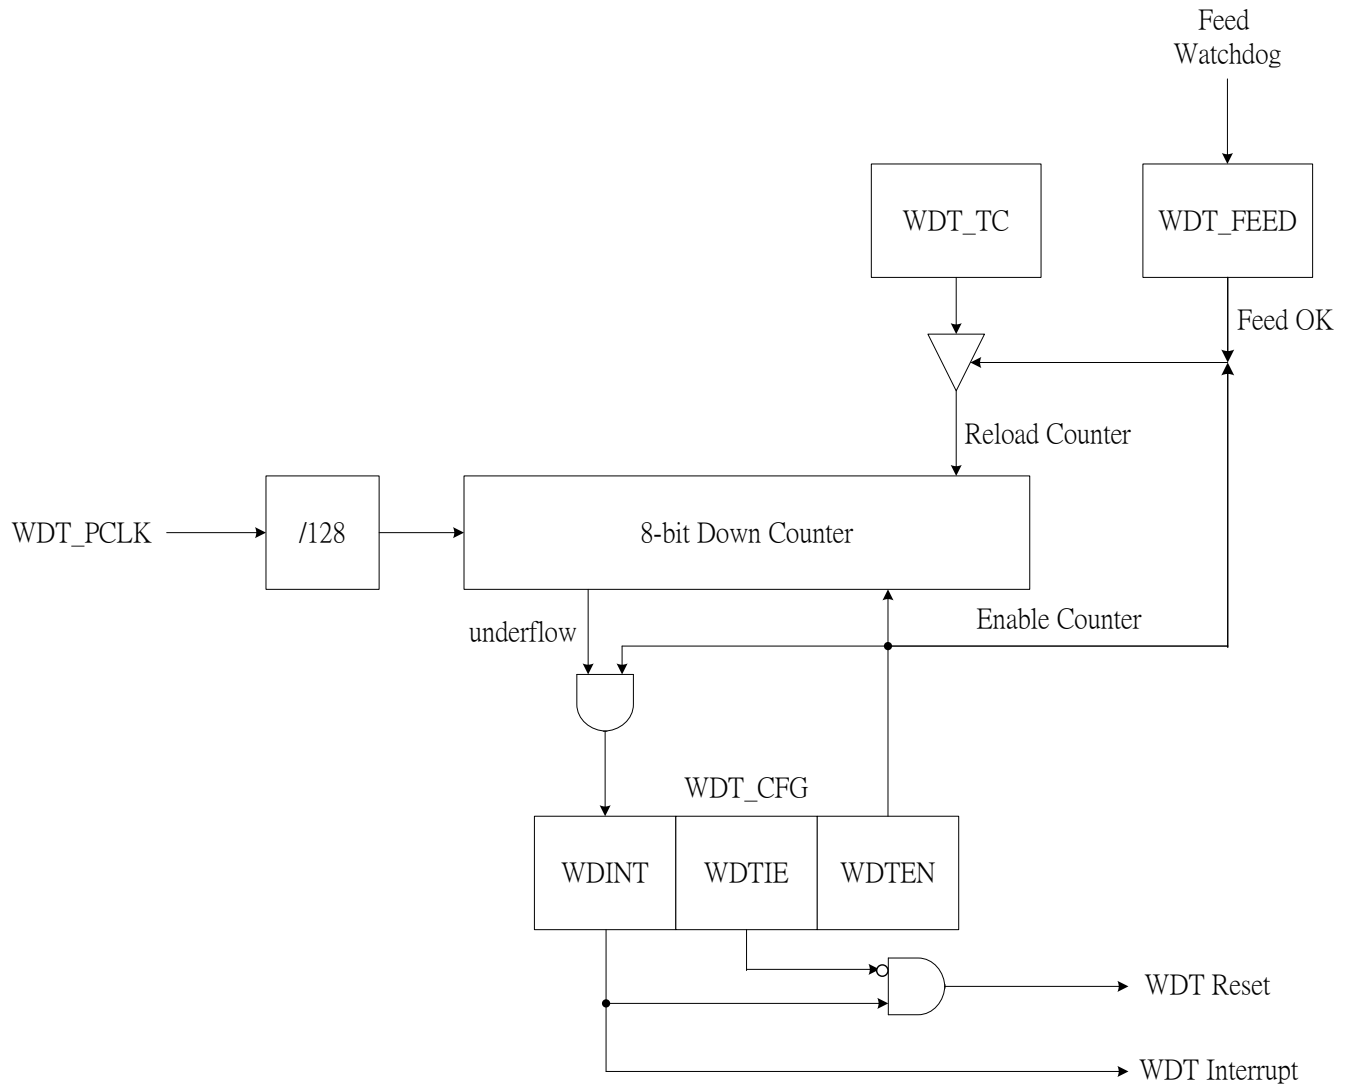 Feed
Watchdog
WDT_TC
WDT_FEED
Feed OK
Reload Counter
WDT_PCLK
/128
8-bit Down Counter
underflow
Enable Counter
WDT_CFG
WDINT
WDTIE
WDTEN
WDT Reset
WDT Interrupt